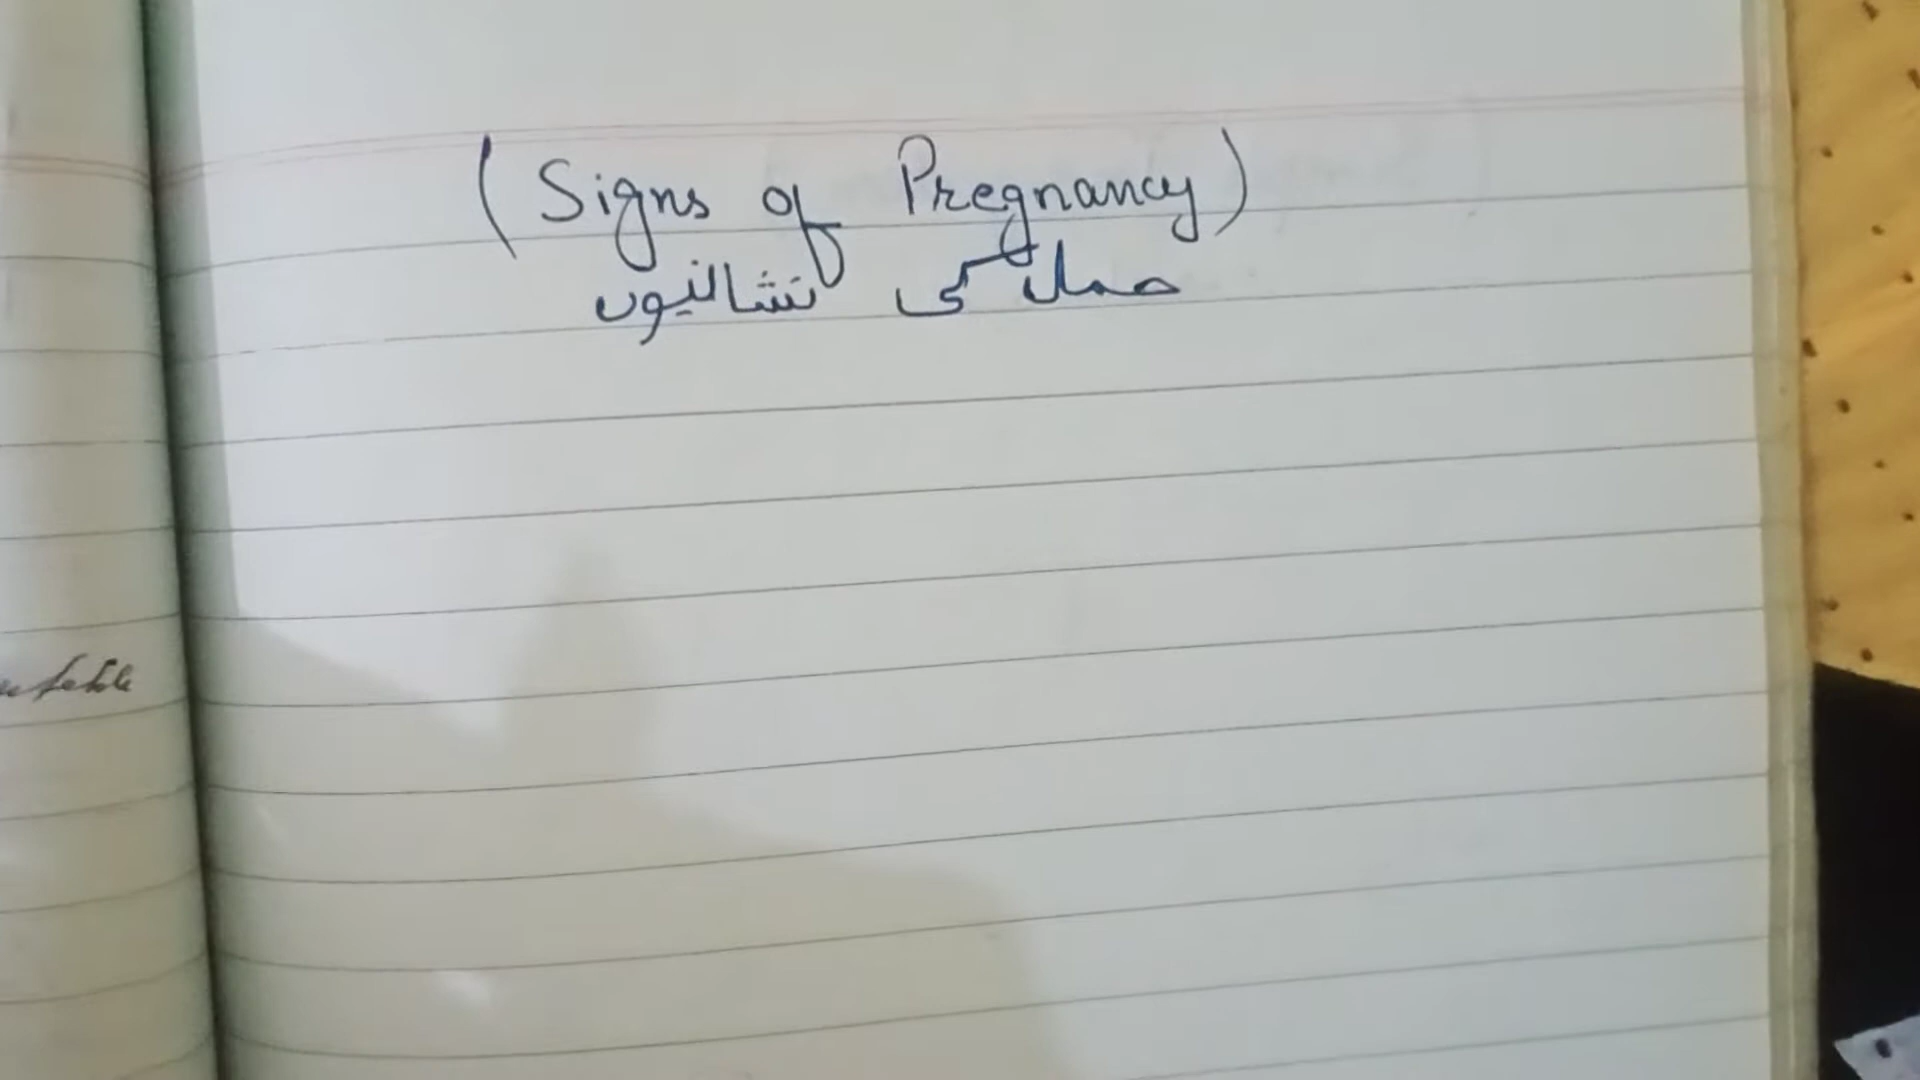 (Signs of Pregnancy)
حمل کی نشانیوں